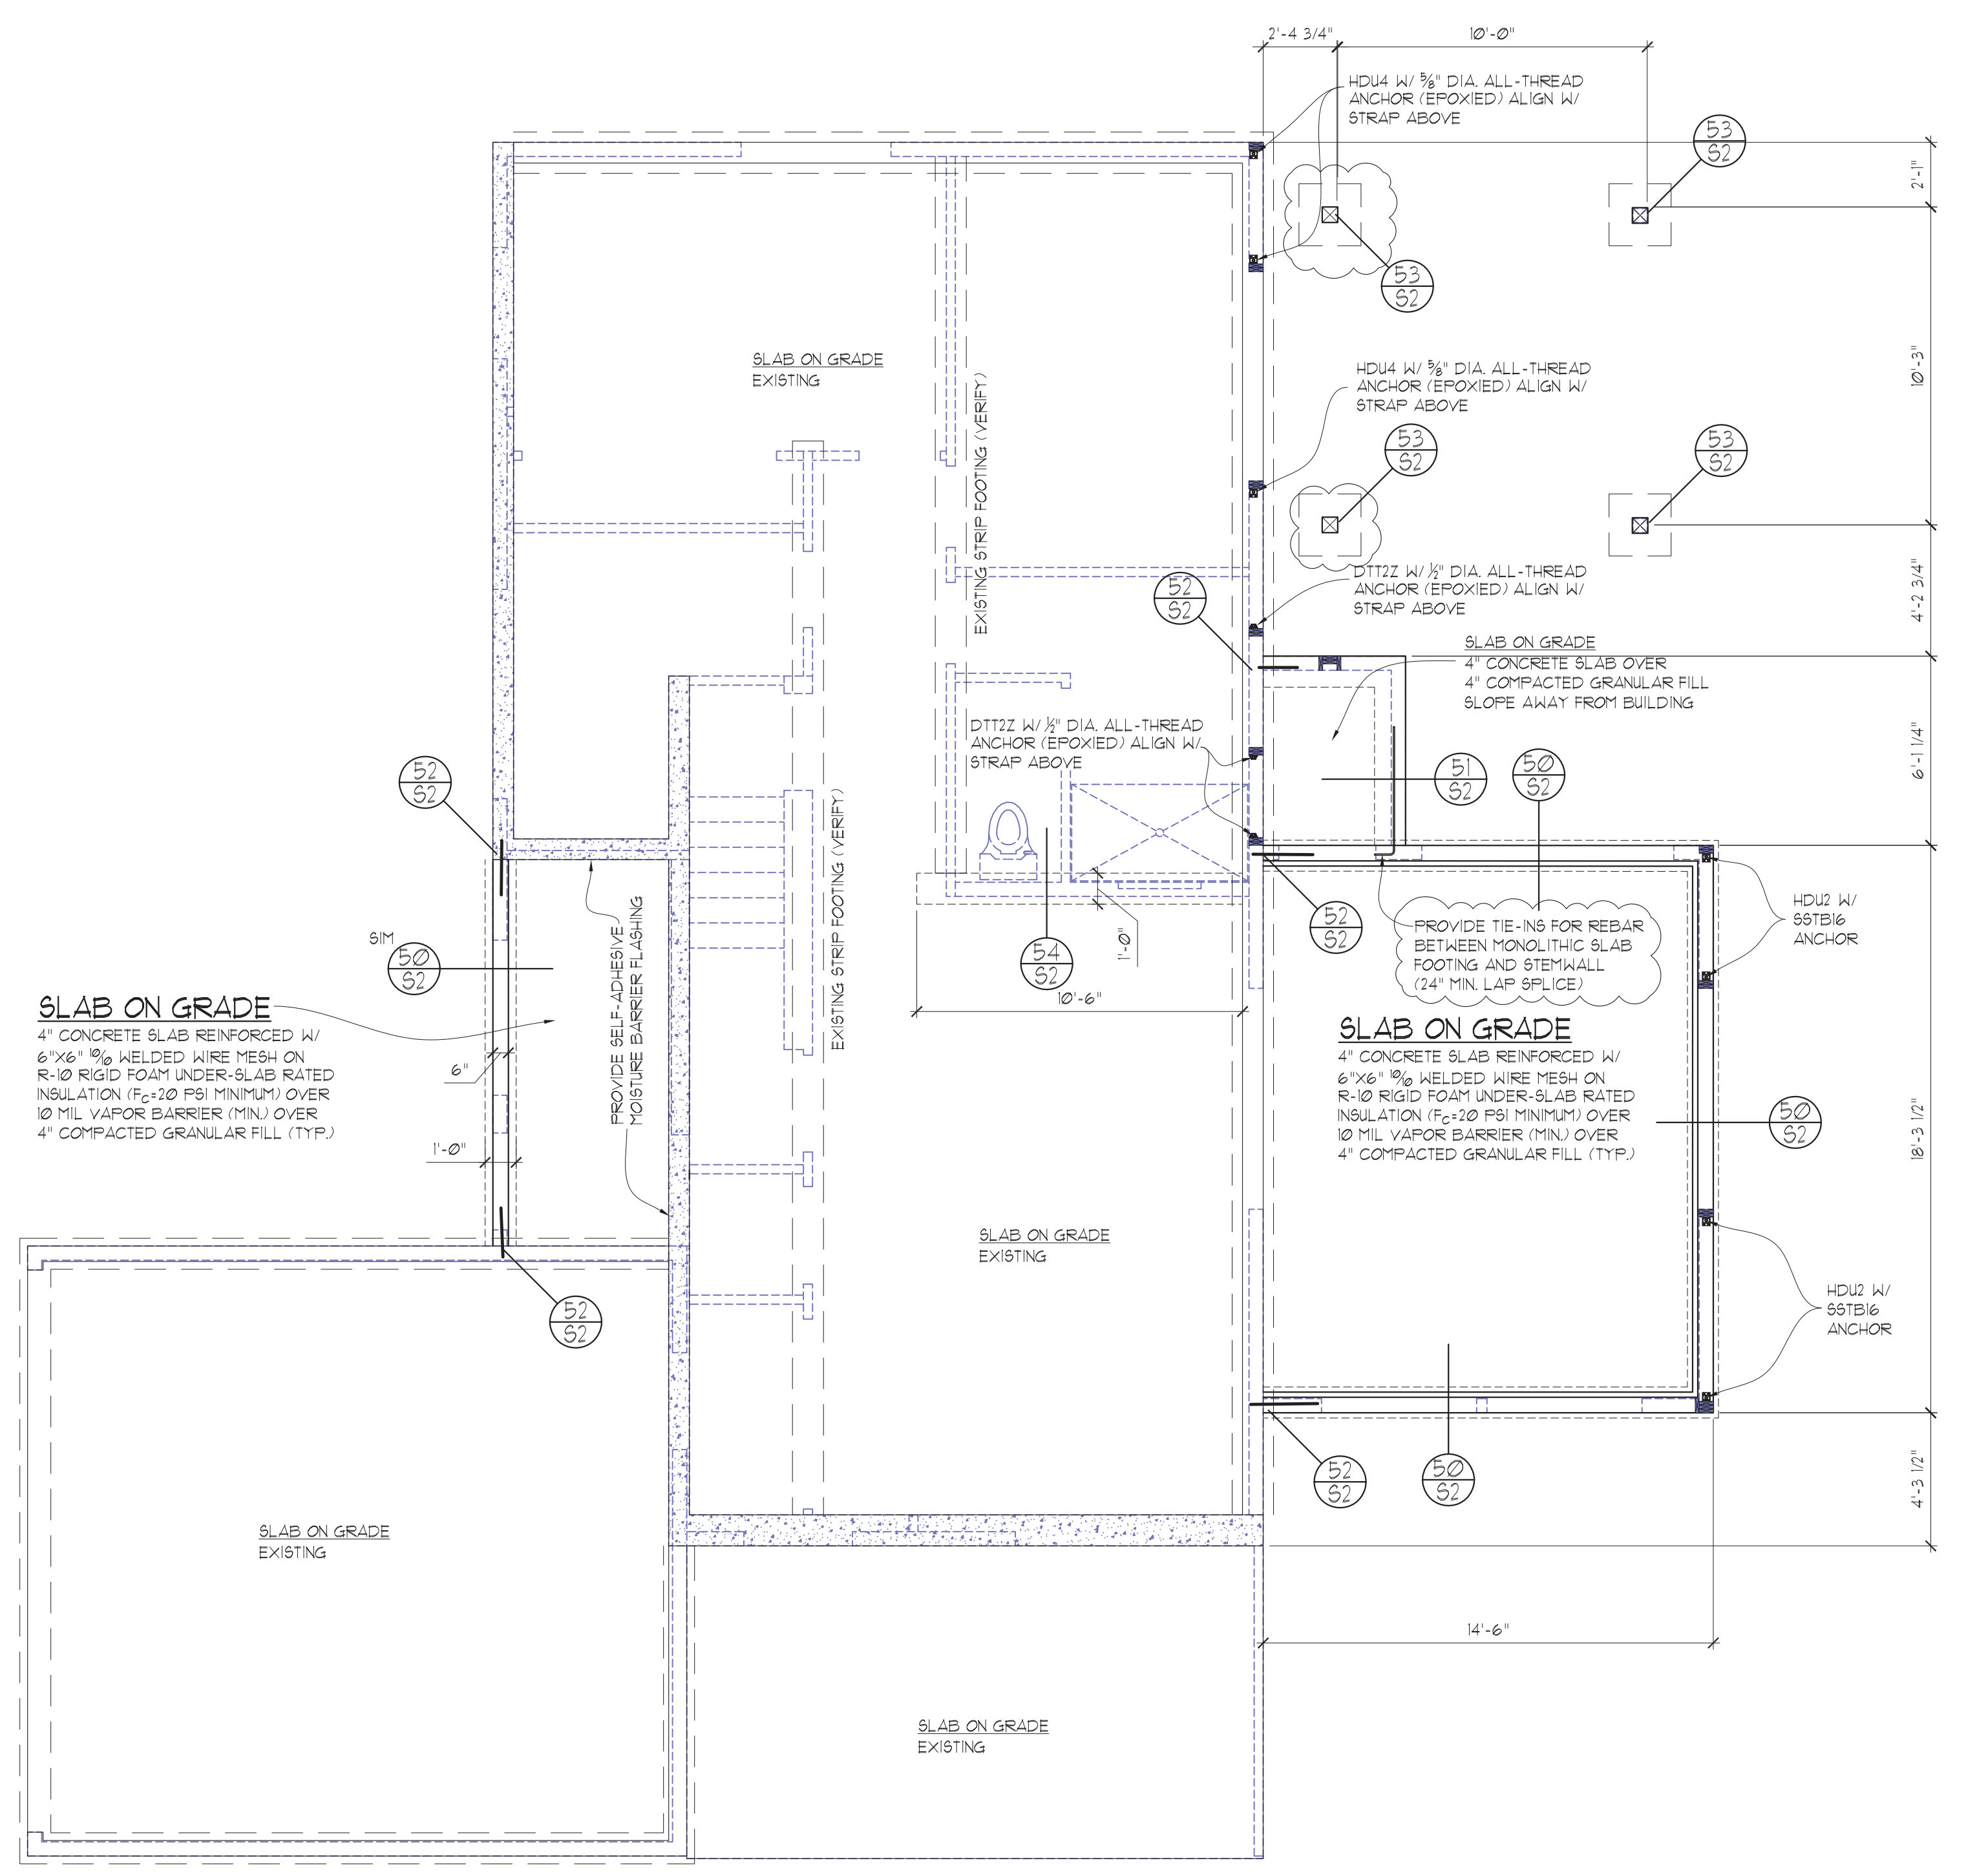 2'-4 3/4"
10'-0"
HDU4 W/ 5/8" DIA. ALL-THREAD
ANCHOR (EPOXIED) ALIGN W/
STRAP ABOVE
53
S2
2'-1"
53
S2
SLAB ON GRADE
EXISTING
HDU4 W/ 5/8" DIA. ALL-THREAD
ANCHOR (EPOXIED) ALIGN W/
STRAP ABOVE
10'-3"
53
S2
53
S2
EXISTING STRIP FOOTING (VERIFY)
DTT2Z W/ 1/2" DIA. ALL-THREAD
ANCHOR (EPOXIED) ALIGN W/
STRAP ABOVE
52
S2
4'-2 3/4"
SLAB ON GRADE
4" CONCRETE SLAB OVER
4" COMPACTED GRANULAR FILL
SLOPE AWAY FROM BUILDING
DTT2Z W/ 1/2" DIA. ALL-THREAD
ANCHOR (EPOXIED) ALIGN W/
STRAP ABOVE
6'-1 1/4"
52
S2
51
S2
50
S2
EXISTING STRIP FOOTING (VERIFY)
52
S2
54
S2
1'-0"
10'-6"
PROVIDE TIE-INS FOR REBAR
BETWEEN MONOLITHIC SLAB
FOOTING AND STEMWALL
(24" MIN. LAP SPLICE)
HDU2 W/
SSTB16
ANCHOR
SIM
50
S2
PROVIDE SELF-ADHESIVE
MOISTURE BARRIER FLASHING
SLAB ON GRADE
4" CONCRETE SLAB REINFORCED W/
6"X6" 10/10 WELDED WIRE MESH ON
R-10 RIGID FOAM UNDER-SLAB RATED
INSULATION (FC=20 PSI MINIMUM) OVER
10 MIL VAPOR BARRIER (MIN.) OVER
4" COMPACTED GRANULAR FILL (TYP.)
6"
1'-0"
SLAB ON GRADE
4" CONCRETE SLAB REINFORCED W/
6"X6" 10/10 WELDED WIRE MESH ON
R-10 RIGID FOAM UNDER-SLAB RATED
INSULATION (FC=20 PSI MINIMUM) OVER
10 MIL VAPOR BARRIER (MIN.) OVER
4" COMPACTED GRANULAR FILL (TYP.)
50
S2
18'-3 1/2"
SLAB ON GRADE
EXISTING
HDU2 W/
SSTB16
ANCHOR
52
S2
52
S2
50
S2
4'-3 1/2"
SLAB ON GRADE
EXISTING
14'-6"
SLAB ON GRADE
EXISTING